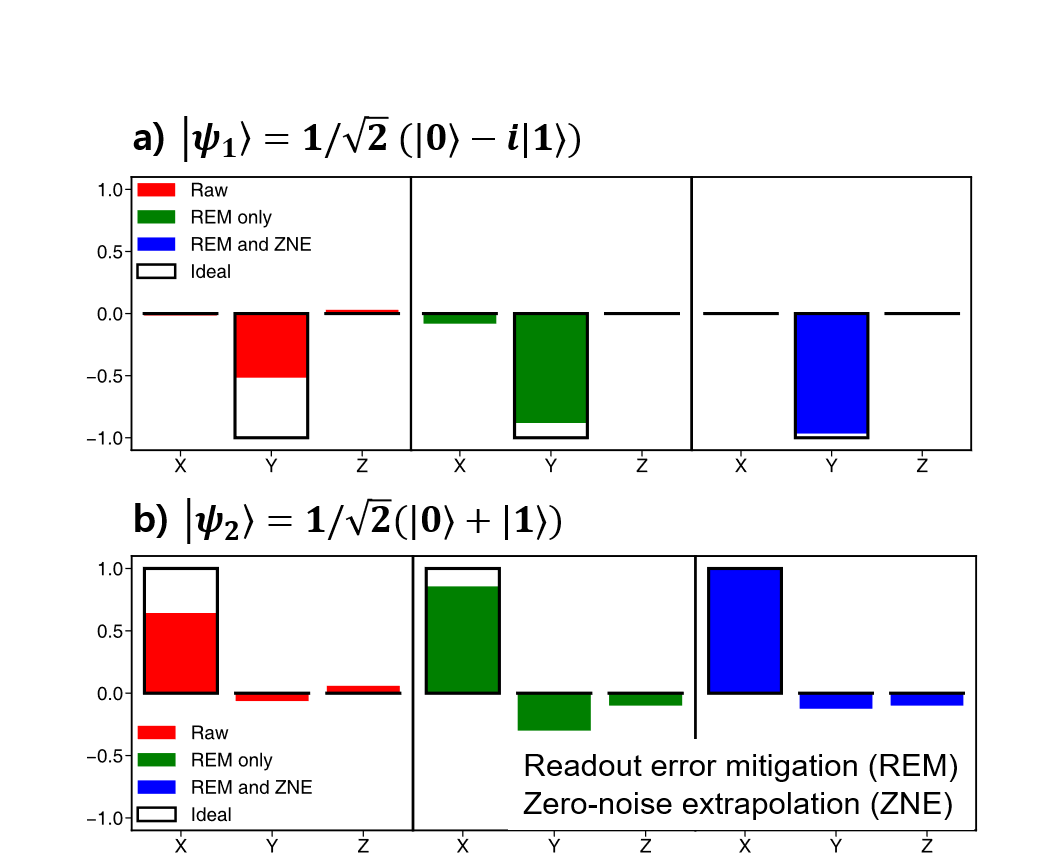 a) |ψ₁⟩ = 1/√2 (|0⟩ − i|1⟩)
1.0
0.5
0.0
−0.5
−1.0
Raw
REM only
REM and ZNE
Ideal
X Y Z X Y Z X Y Z
b) |ψ₂⟩ = 1/√2(|0⟩ + |1⟩)
1.0
0.5
0.0
−0.5
−1.0
Raw
REM only
REM and ZNE
Ideal
Readout error mitigation (REM)
Zero-noise extrapolation (ZNE)
X Y Z X Y Z X Y Z